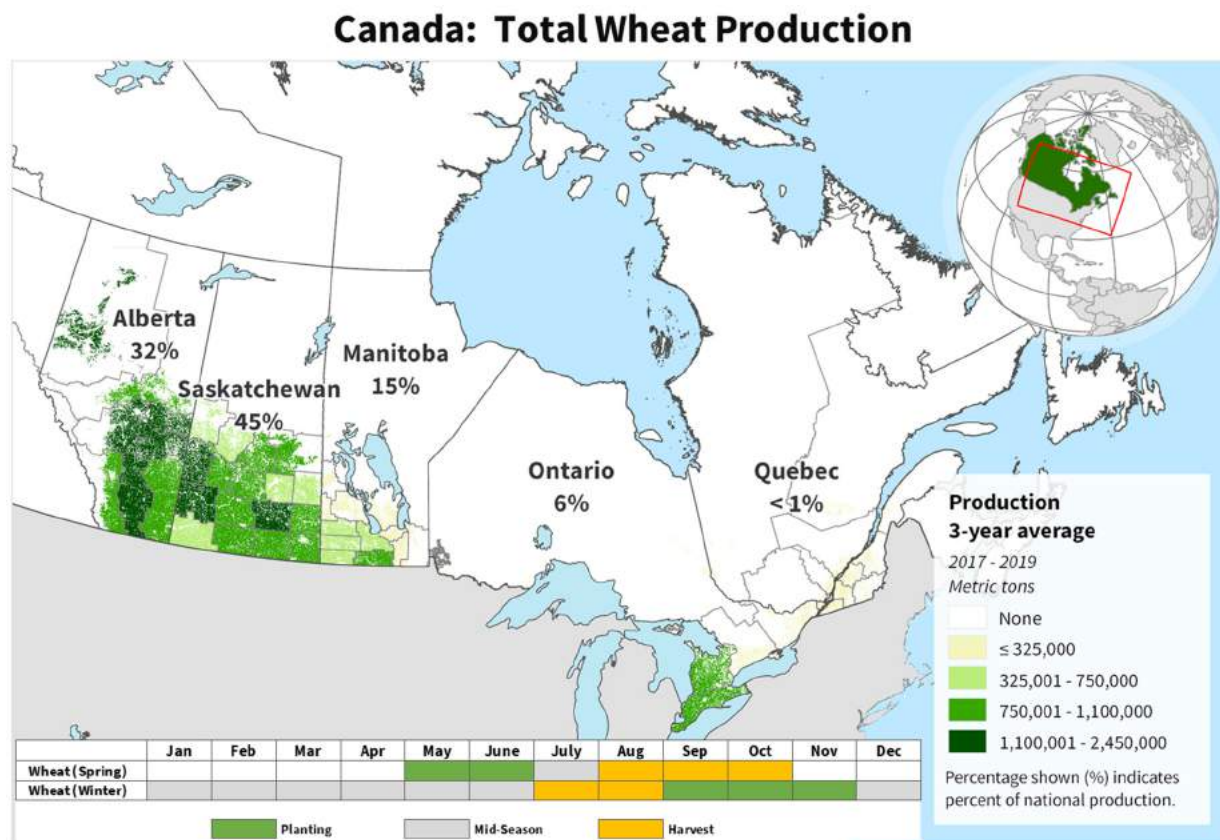 Canada: Total Wheat Production
Alberta
32%
Saskatchewan
45%
Manitoba
15%
Ontario
6%
Quebec
< 1%
Production
3-year average
2017 - 2019
Metric tons
None
≤ 325,000
325,001 - 750,000
750,001 - 1,100,000
1,100,001 - 2,450,000
Percentage shown (%) indicates
percent of national production.
Jan Feb Mar Apr May June July Aug Sep Oct Nov Dec
Wheat (Spring)
Wheat (Winter)
Planting Mid-Season Harvest